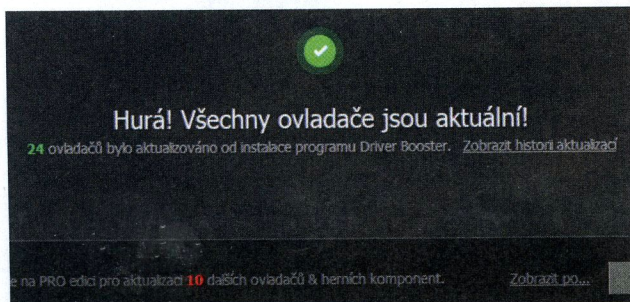 Hurá! Všechny ovladače jsou aktuální!
24 ovladačů bylo aktualizováno od instalace programu Driver Booster. Zobrazit historii aktualizací
e na PRO edici pro aktualizaci 10 dalších ovladačů & herních komponent. Zobrazit po...